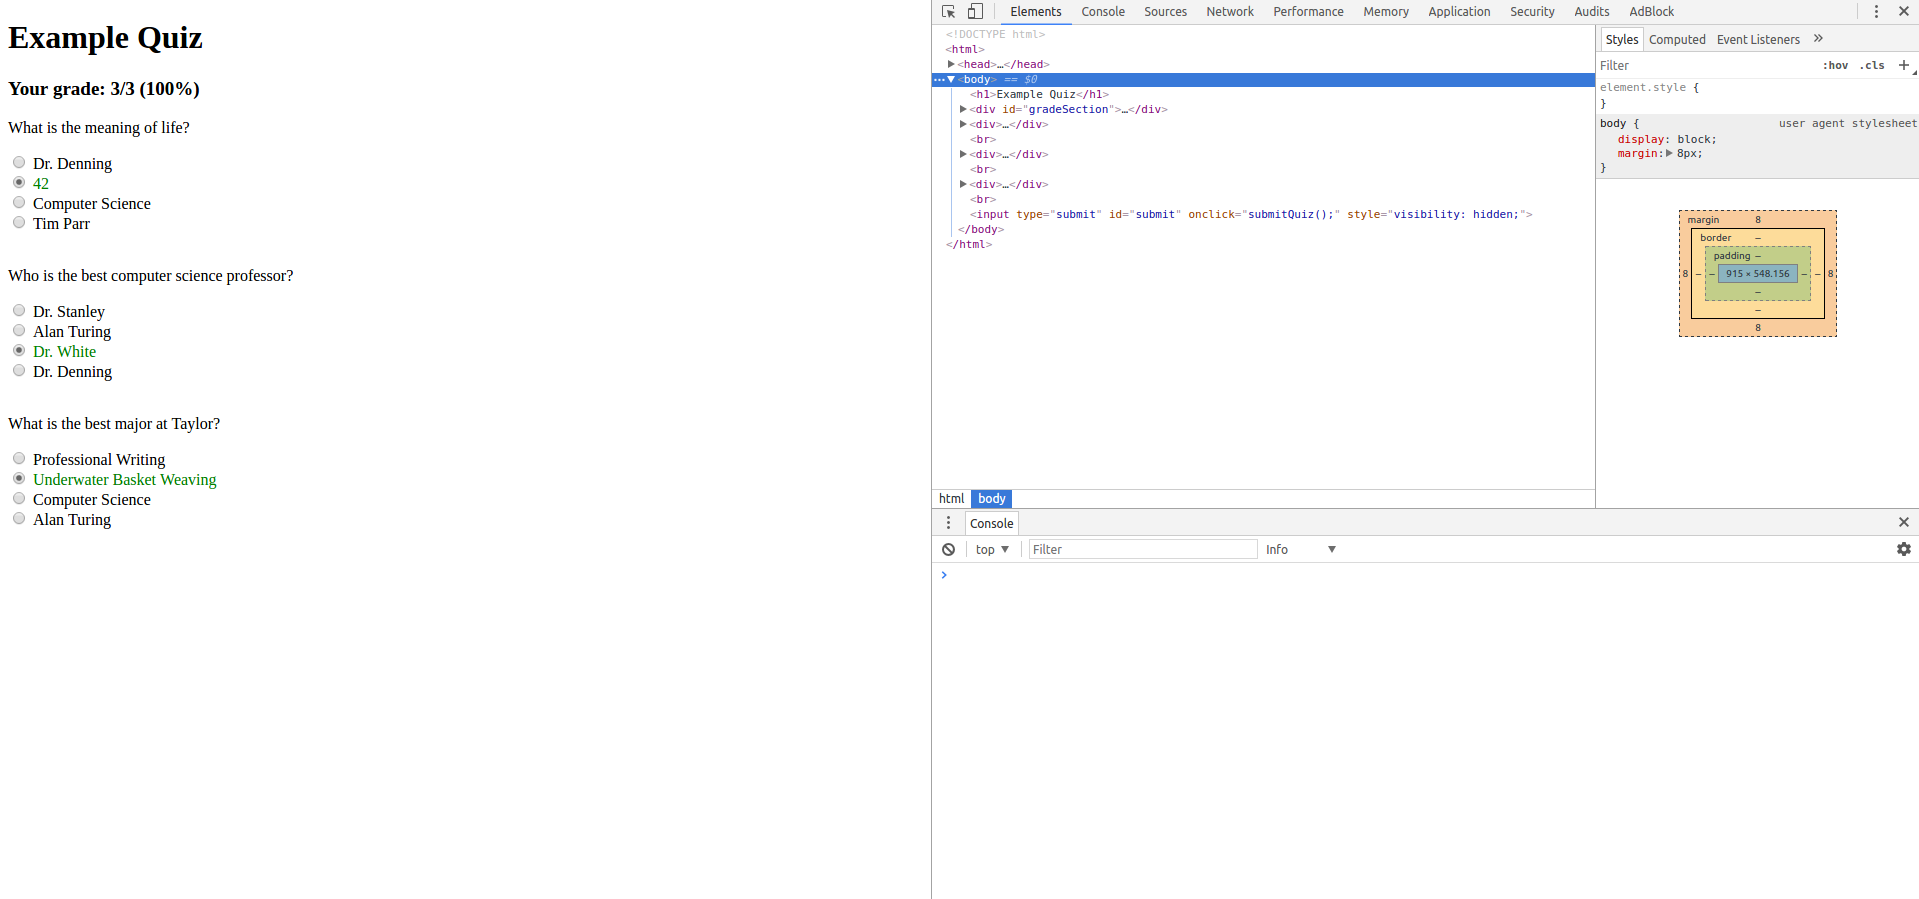 Example Quiz
Your grade: 3/3 (100%)
What is the meaning of life?
Dr. Denning
42
Computer Science
Tim Parr
Who is the best computer science professor?
Dr. Stanley
Alan Turing
Dr. White
Dr. Denning
What is the best major at Taylor?
Professional Writing
Underwater Basket Weaving
Computer Science
Alan Turing
Elements Console Sources Network Performance Memory Application Security Audits AdBlock
<!DOCTYPE html>
<html>
<head>…</head>
<body> == $0
<h1>Example Quiz</h1>
<div id="gradeSection">…</div>
<div>…</div>
<br>
<div>…</div>
<br>
<div>…</div>
<br>
<input type="submit" id="submit" onclick="submitQuiz();" style="visibility: hidden;">
</body>
</html>
html body
Styles Computed Event Listeners »
Filter :hov .cls +
element.style {
}
body { user agent stylesheet
display: block;
margin: 8px;
}
margin 8
border –
padding –
8 – – 915 × 548.156 – – 8
–
–
8
Console
top Filter Info